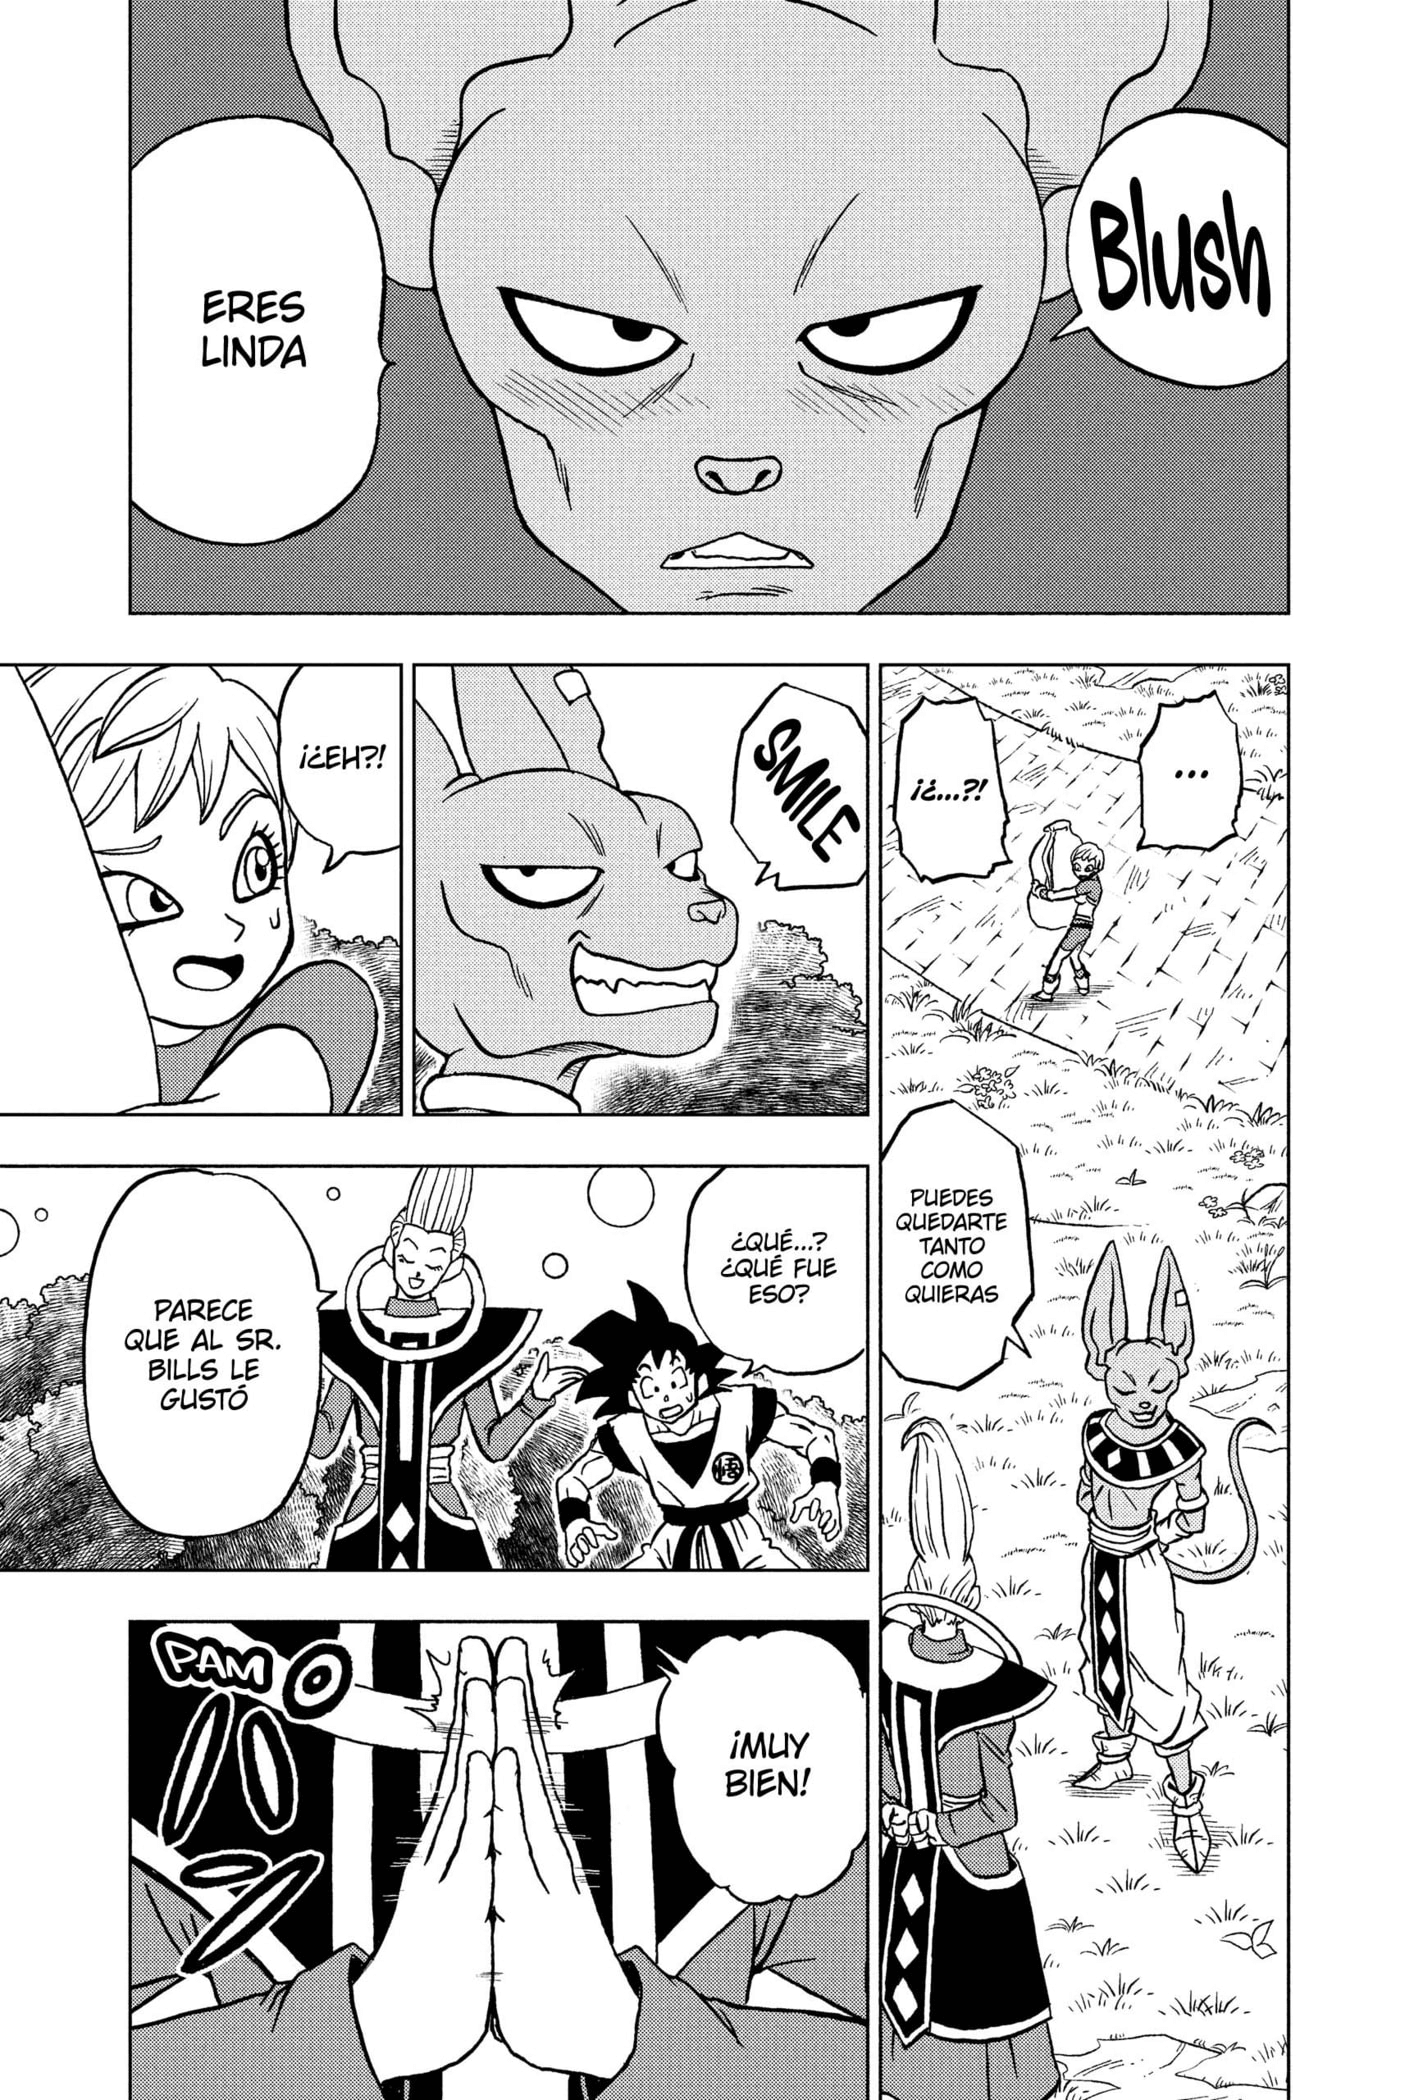 Blush
ERES
LINDA
...
¡¿...?!
PUEDES
QUEDARTE
TANTO
COMO
QUIERAS
SMILE
¡¿EH?!
¿QUÉ...?
¿QUÉ FUE
ESO?
悟
PARECE
QUE AL SR.
BILLS LE
GUSTÓ
¡MUY
BIEN!
PAM